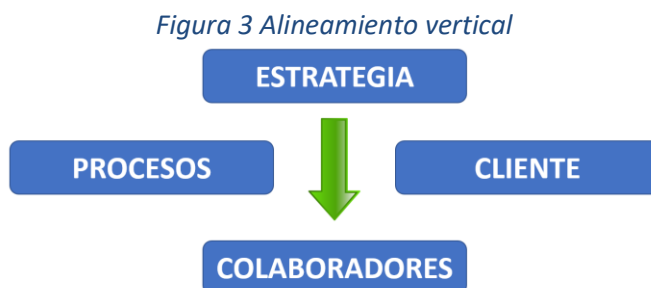 Figura 3 Alineamiento vertical
ESTRATEGIA
PROCESOS
CLIENTE
COLABORADORES